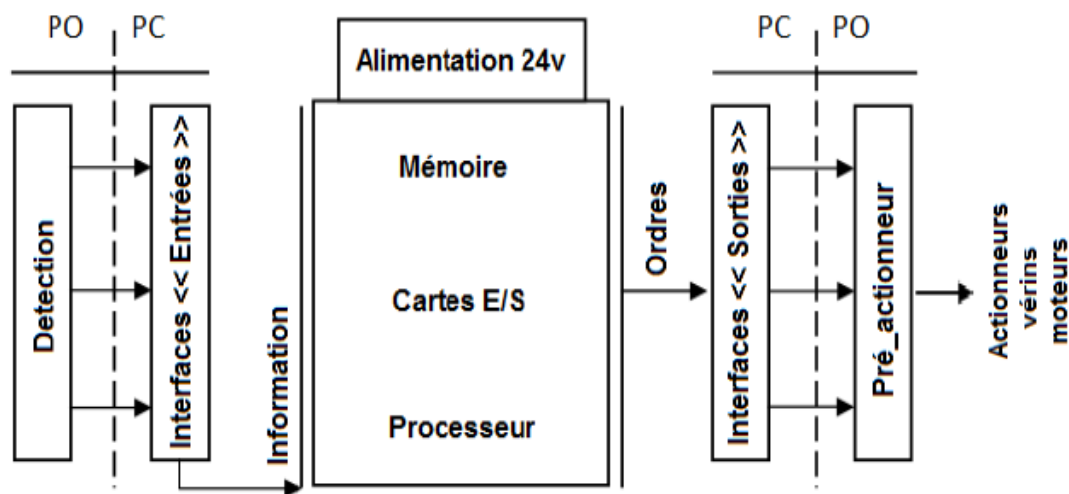 PO PC
PC PO
Alimentation 24v
Detection
Interfaces << Entrées >>
Information
Mémoire
Cartes E/S
Processeur
Ordres
Interfaces << Sorties >>
Pré_actionneur
Actionneurs
vérins
moteurs